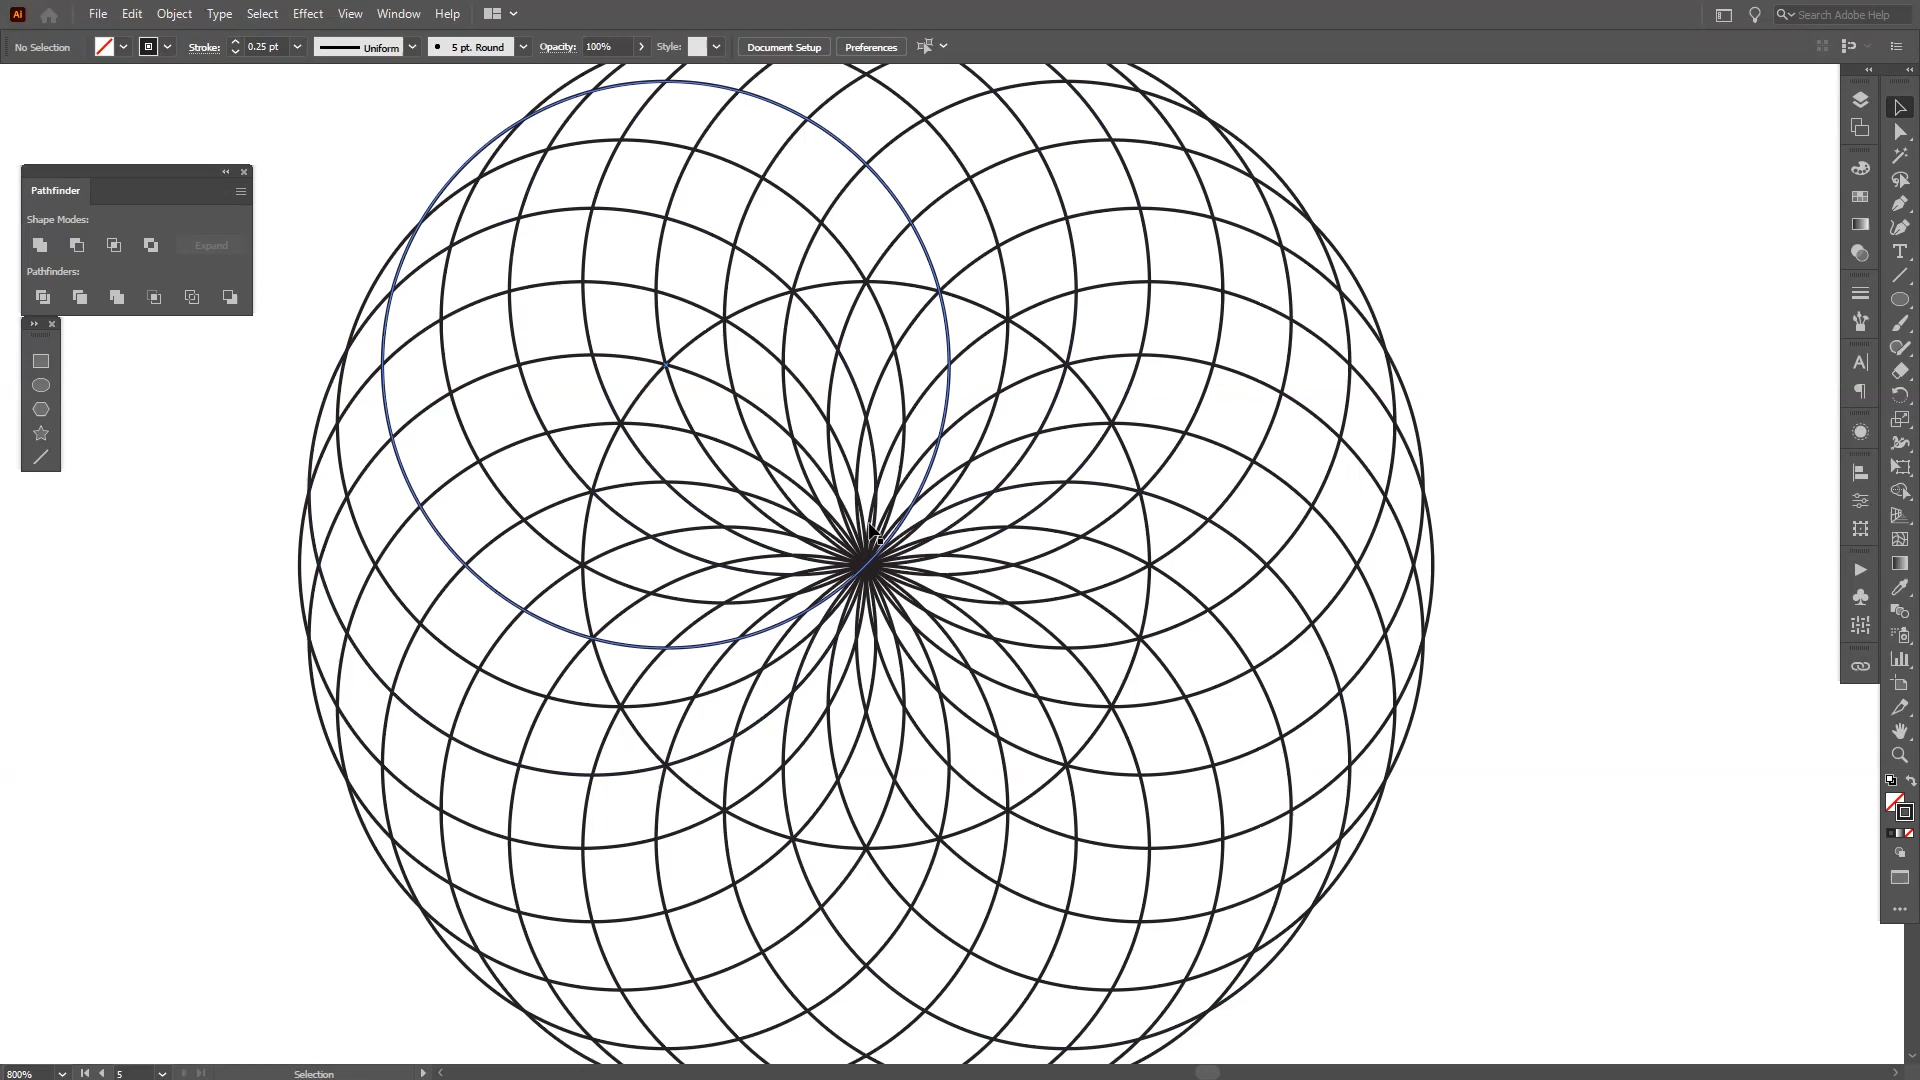 Ai File Edit Object Type Select Effect View Window Help Search Adobe Help
No Selection Stroke: 0.25 pt Uniform 5 pt. Round Opacity: 100% Style: Document Setup Preferences
Pathfinder
Shape Modes:
Expand
Pathfinders:
800% 5 Selection